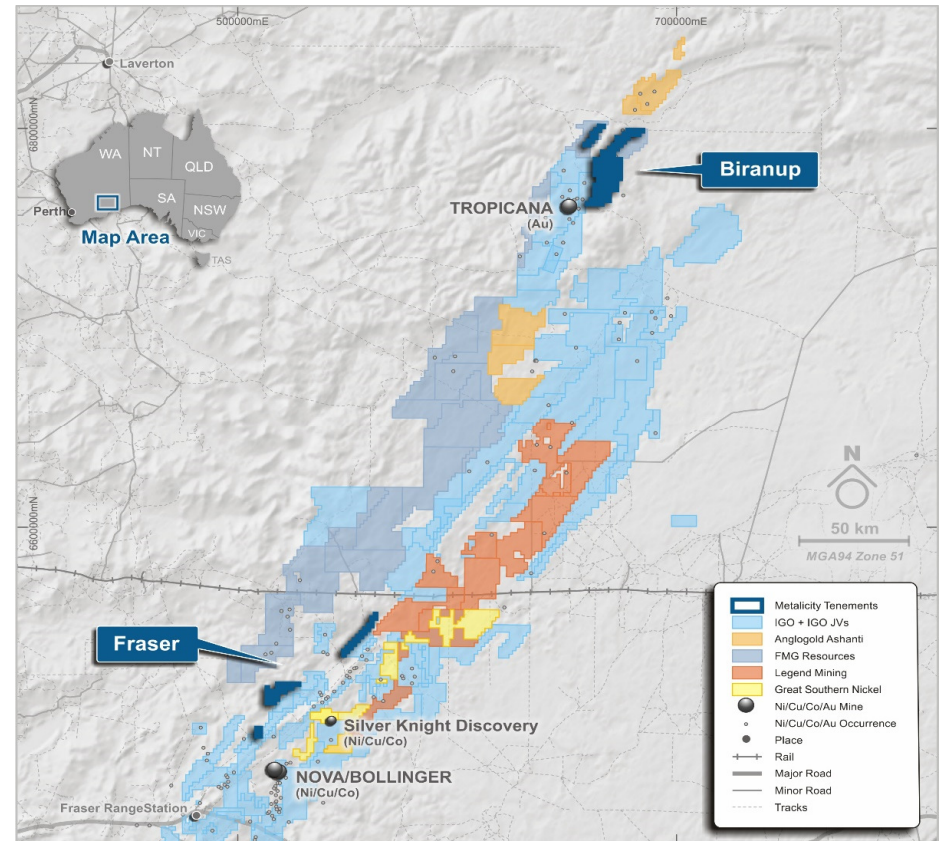 500000mE
700000mE
Laverton
6800000mN
WA
NT
QLD
SA
NSW
VIC
TAS
Perth
Map Area
Biranup
TROPICANA
(Au)
N
50 km
MGA94 Zone 51
6600000mN
Fraser
Silver Knight Discovery
(Ni/Cu/Co)
NOVA/BOLLINGER
(Ni/Cu/Co)
Fraser RangeStation
Metalicity Tenements
IGO + IGO JVs
Anglogold Ashanti
FMG Resources
Legend Mining
Great Southern Nickel
Ni/Cu/Co/Au Mine
Ni/Cu/Co/Au Occurrence
Place
Rail
Major Road
Minor Road
Tracks